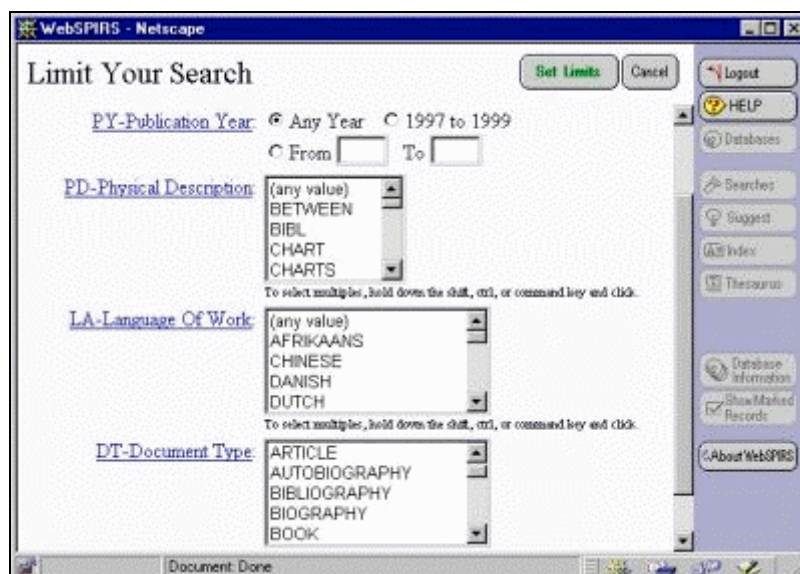 WebSPIRS - Netscape
Limit Your Search
Set Limits
Cancel
PY-Publication Year: Any Year 1997 to 1999
From To
PD-Physical Description: (any value)
BETWEEN
BIBL
CHART
CHARTS
To select multiples, hold down the shift, ctrl, or command key and click.
LA-Language Of Work: (any value)
AFRIKAANS
CHINESE
DANISH
DUTCH
To select multiples, hold down the shift, ctrl, or command key and click.
DT-Document Type: ARTICLE
AUTOBIOGRAPHY
BIBLIOGRAPHY
BIOGRAPHY
BOOK
Logout
HELP
Databases
Searches
Suggest
Index
Thesaurus
Database
Information
Show Marked
Records
About WebSPIRS
Document: Done